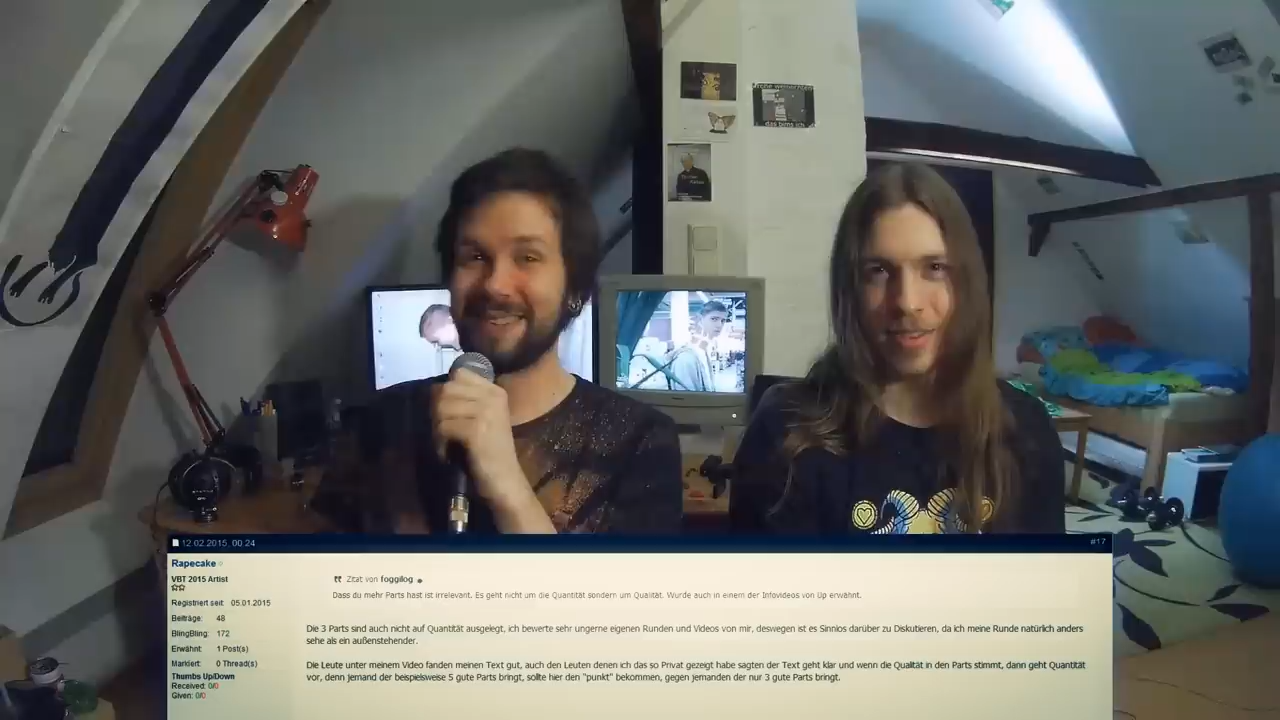 das bims ich
12.02.2015, 00:24
#17
Rapecake
VBT 2015 Artist
Registriert seit: 05.01.2015
Beiträge: 48
BlingBling: 172
Erwähnt: 1 Post(s)
Markiert: 0 Thread(s)
Thumbs Up/Down
Received: 0/0
Given: 0/0
Zitat von foggilog
Dass du mehr Parts hast ist irrelevant. Es geht nicht um die Quantität sondern um Qualität. Wurde auch in einem der Infovideos von Up erwähnt.
Die 3 Parts sind auch nicht auf Quantität ausgelegt, ich bewerte sehr ungerne eigenen Runden und Videos von mir, deswegen ist es Sinnlos darüber zu Diskutieren, da ich meine Runde natürlich anders
sehe als ein außenstehender.
Die Leute unter meinem Video fanden meinen Text gut, auch den Leuten denen ich das so Privat gezeigt habe sagten der Text geht klar und wenn die Qualität in den Parts stimmt, dann geht Quantität
vor, denn jemand der beispielsweise 5 gute Parts bringt, sollte hier den "punkt" bekommen, gegen jemanden der nur 3 gute Parts bringt.